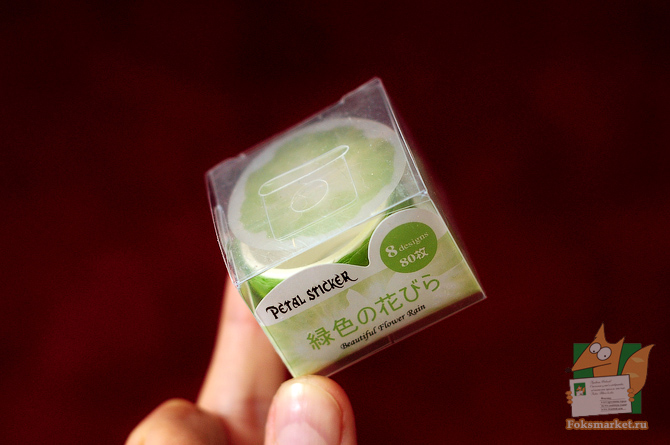 8 designs
80枚
PETAL STICKER
緑色の花びら
Beautiful Flower Rain
Foksmarket.ru